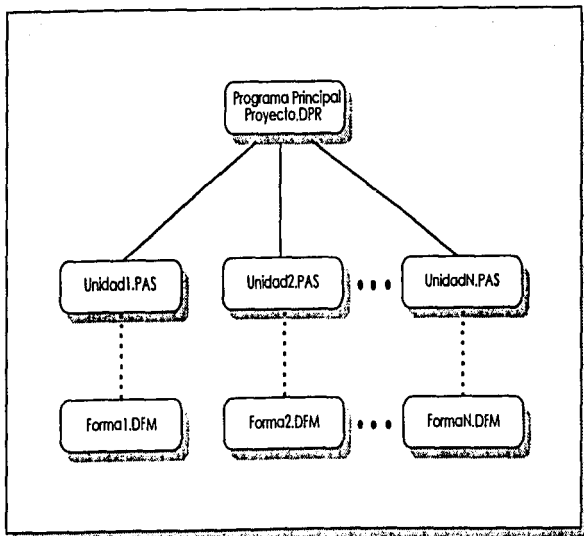 Programa Principal
Proyecto.DPR
Unidad1.PAS
Unidad2.PAS
UnidadN.PAS
Forma1.DFM
Forma2.DFM
FormaN.DFM